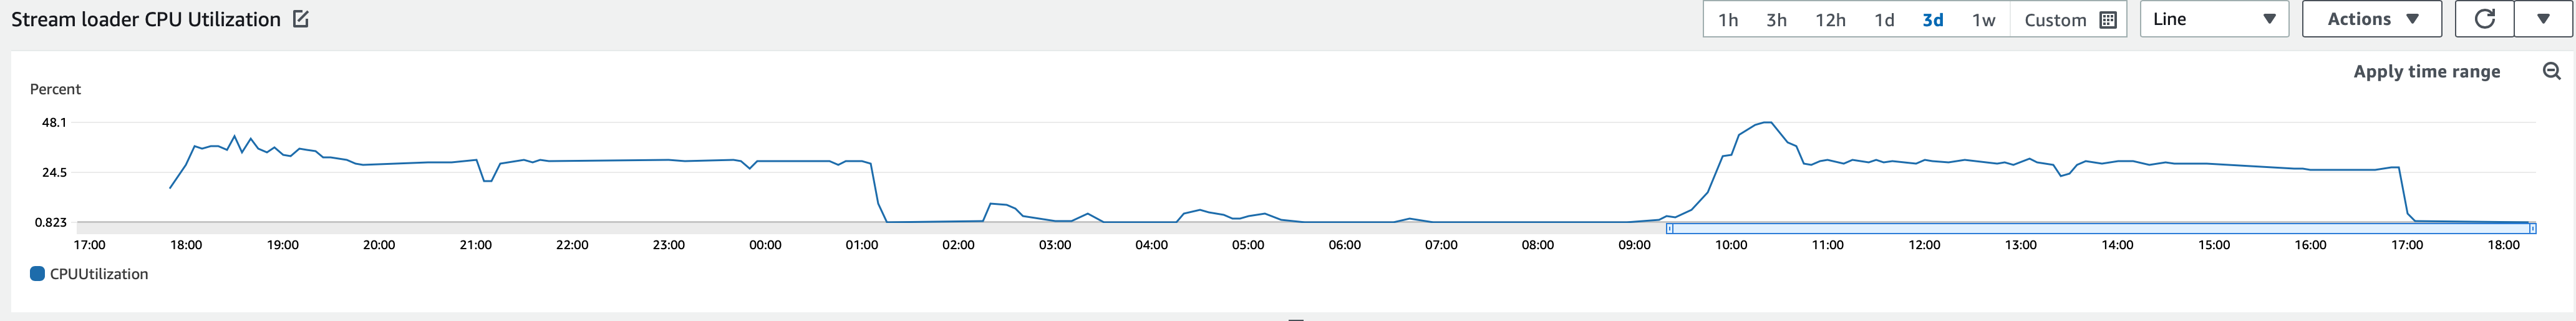 Stream loader CPU Utilization
1h 3h 12h 1d 3d 1w Custom Line Actions
Apply time range
Percent
48.1
24.5
0.823
17:00 18:00 19:00 20:00 21:00 22:00 23:00 00:00 01:00 02:00 03:00 04:00 05:00 06:00 07:00 08:00 09:00 10:00 11:00 12:00 13:00 14:00 15:00 16:00 17:00 18:00
CPUUtilization